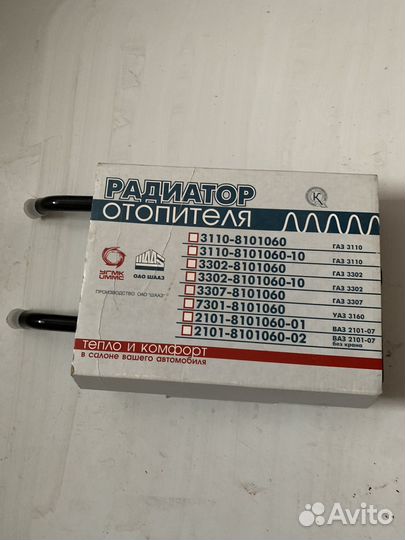 РАДИАТОР
ОТОПИТЕЛЯ
К
УГМК
UMMC
ШААЗ
ОАО ШААЗ
ПРОИЗВОДСТВО ОАО "ШААЗ"
3110-8101060 ГАЗ 3110
3110-8101060-10 ГАЗ 3110
3302-8101060 ГАЗ 3302
3302-8101060-10 ГАЗ 3302
3307-8101060 ГАЗ 3307
7301-8101060 УАЗ 3160
2101-8101060-01 ВАЗ 2101-07
2101-8101060-02 ВАЗ 2101-07
без крана
тепло и комфорт
в салоне вашего автомобиля
Avito